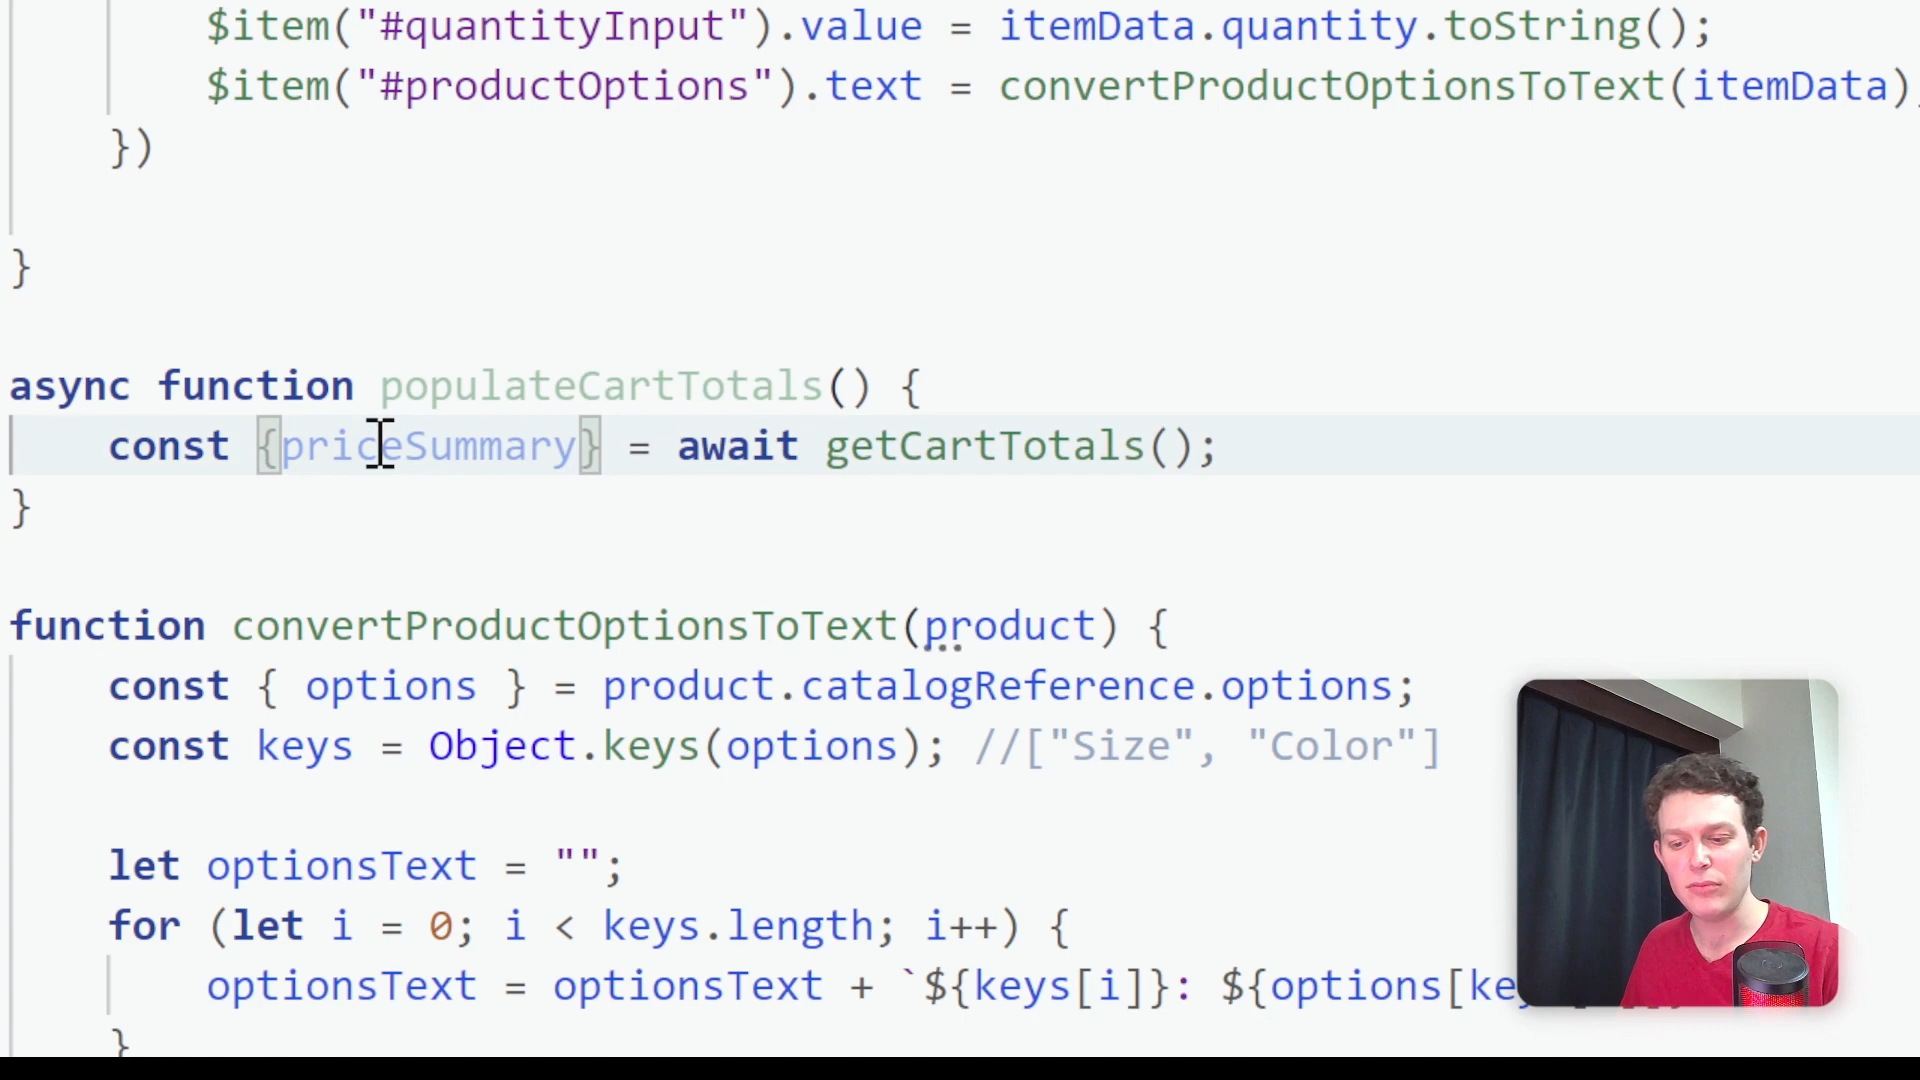 $item("#quantityInput").value = itemData.quantity.toString();
$item("#productOptions").text = convertProductOptionsToText(itemData)
})
}
async function populateCartTotals() {
const {priceSummary} = await getCartTotals();
}
function convertProductOptionsToText(product) {
const { options } = product.catalogReference.options;
const keys = Object.keys(options); //["Size", "Color"]
let optionsText = "";
for (let i = 0; i < keys.length; i++) {
optionsText = optionsText + `${keys[i]}: ${options[ke
}